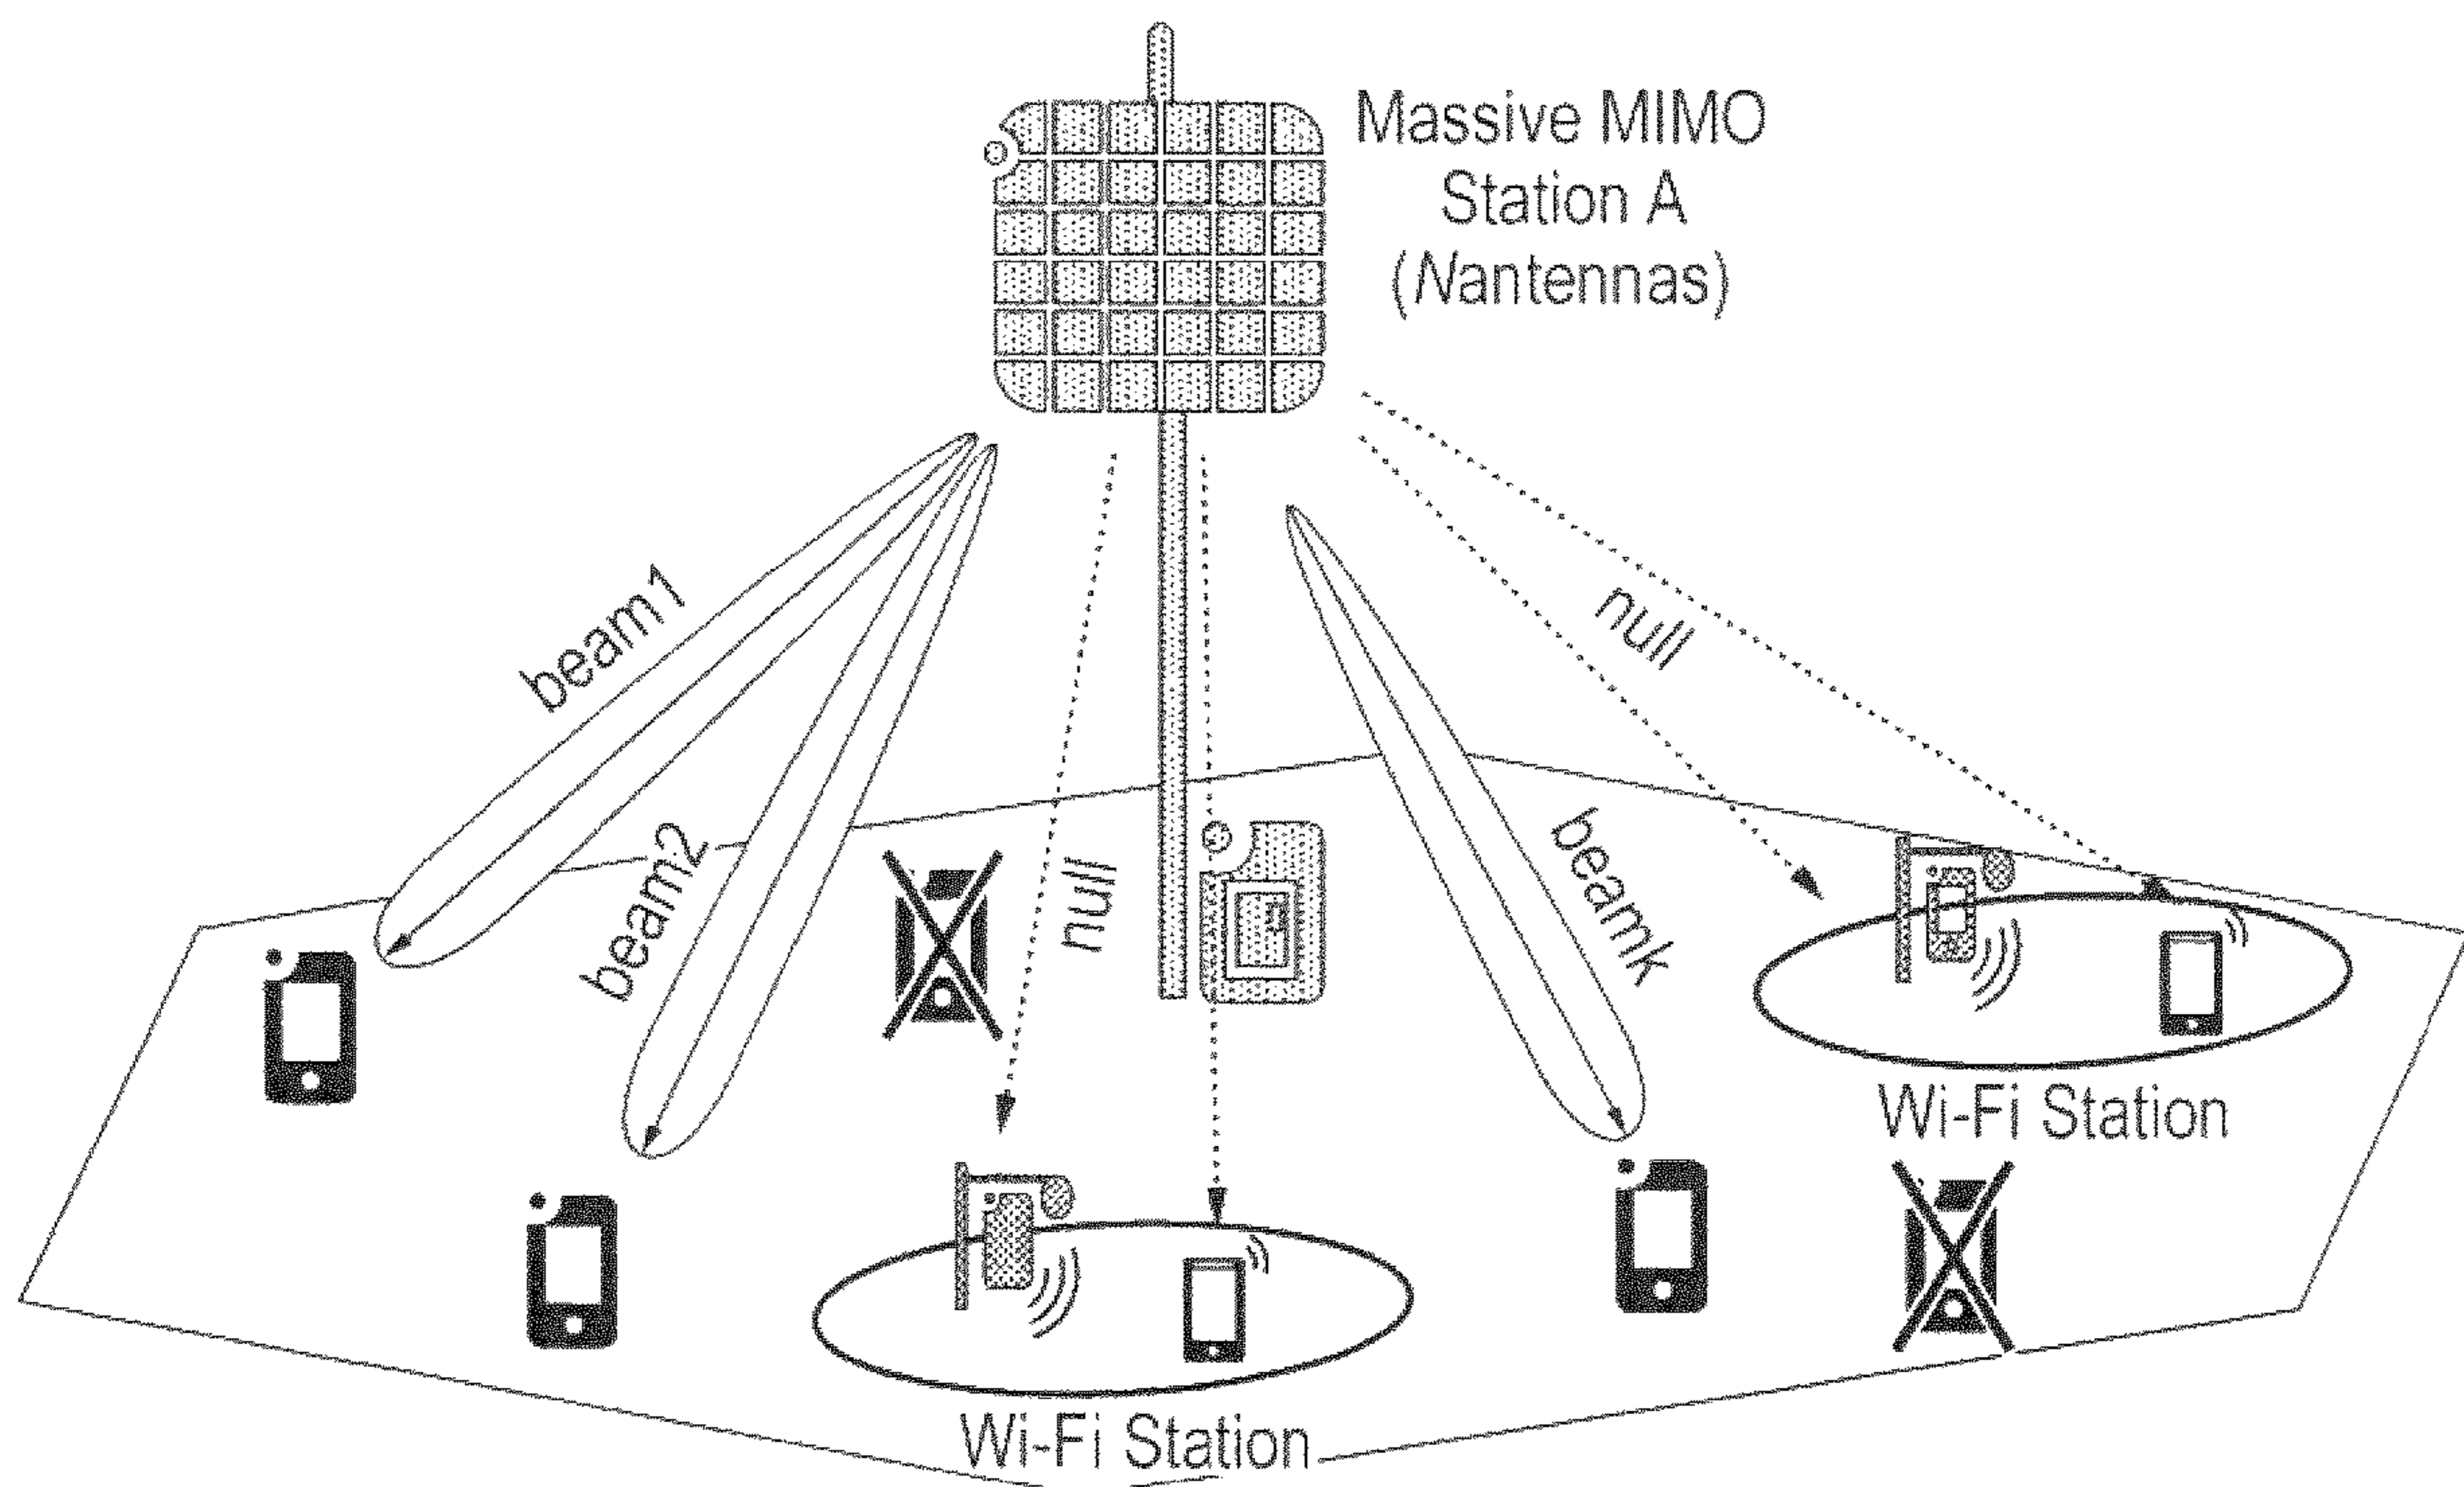 Massive MIMO
Station A
(Nantennas)
beam1
null
beam2
null
beamk
Wi-Fi Station
Wi-Fi Station